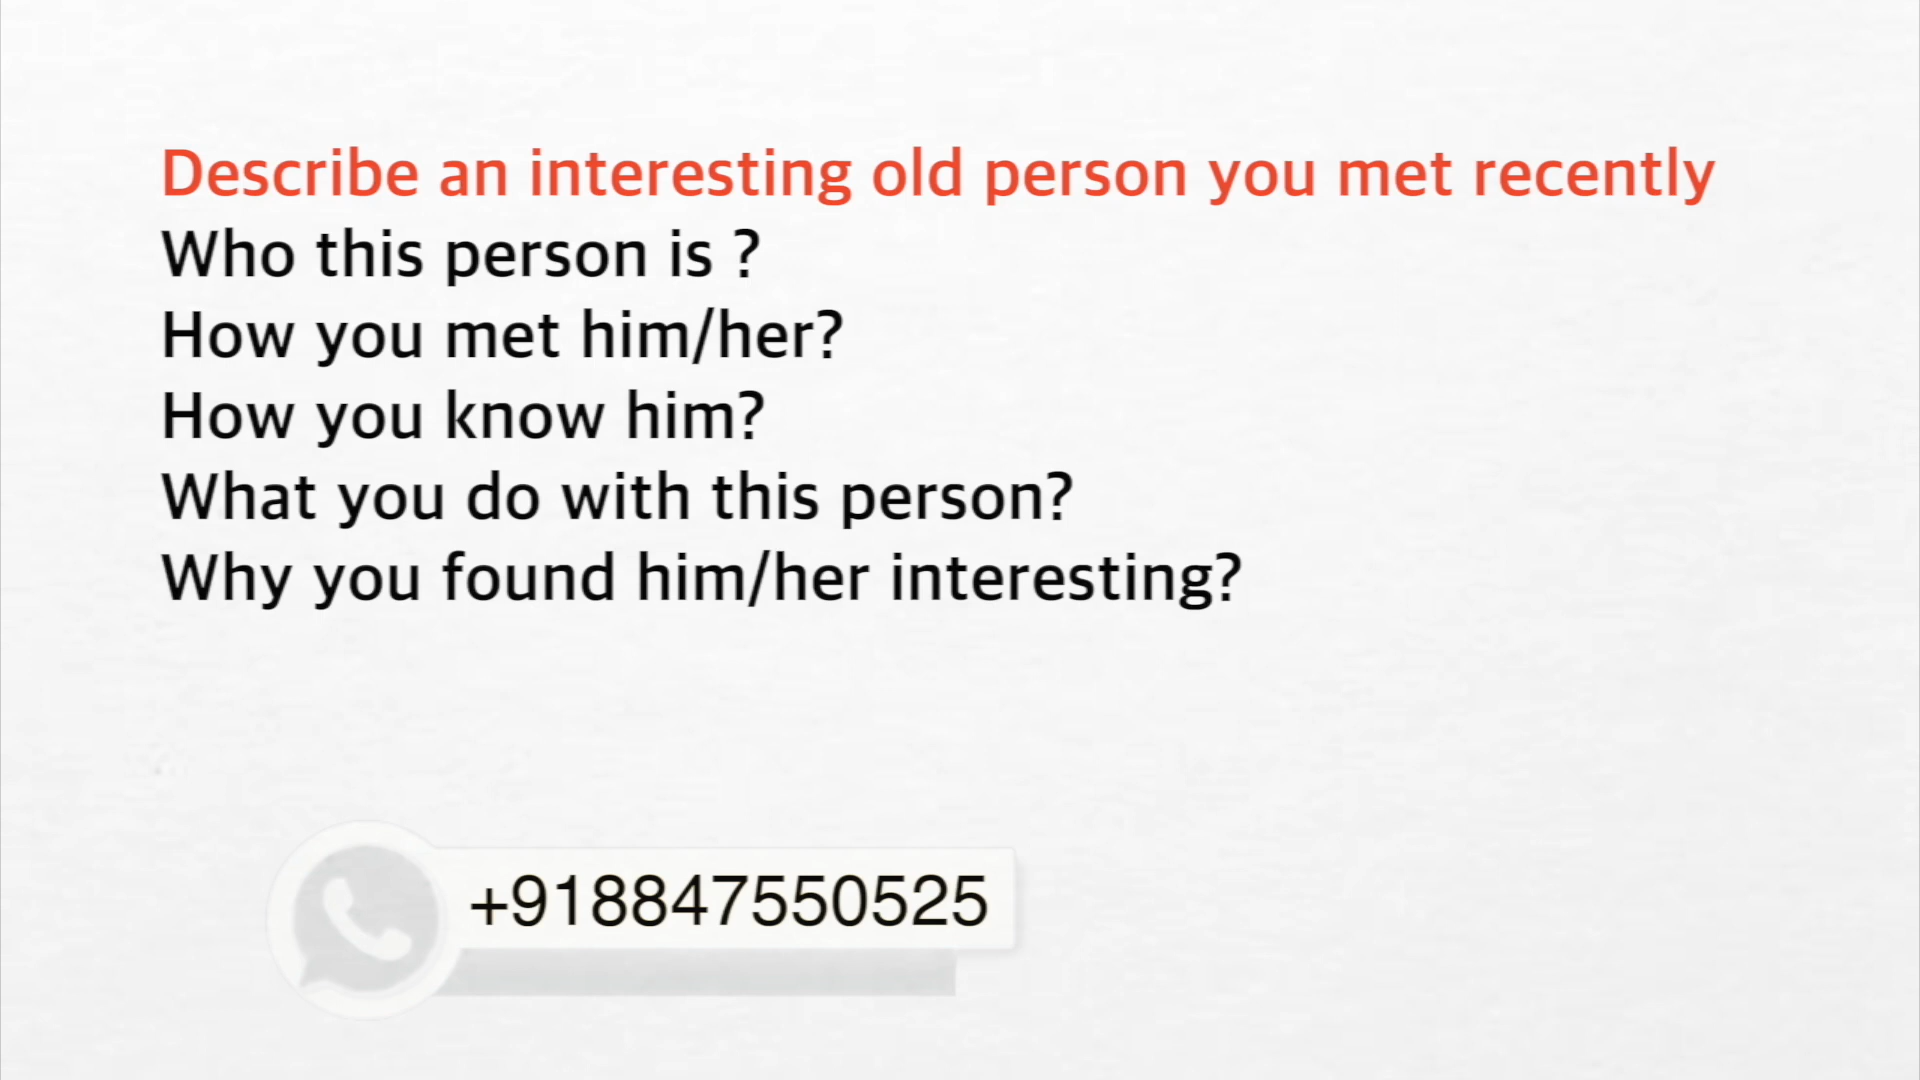 Describe an interesting old person you met recently
Who this person is ?
How you met him/her?
How you know him?
What you do with this person?
Why you found him/her interesting?
+918847550525